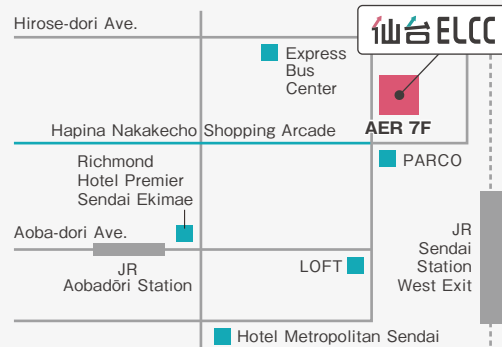 Hirose-dori Ave.
仙台ELCC
Express
Bus
Center
AER 7F
Hapina Nakakecho Shopping Arcade
PARCO
Richmond
Hotel Premier
Sendai Ekimae
Aoba-dori Ave.
JR
Aobadōri Station
LOFT
JR
Sendai
Station
West Exit
Hotel Metropolitan Sendai